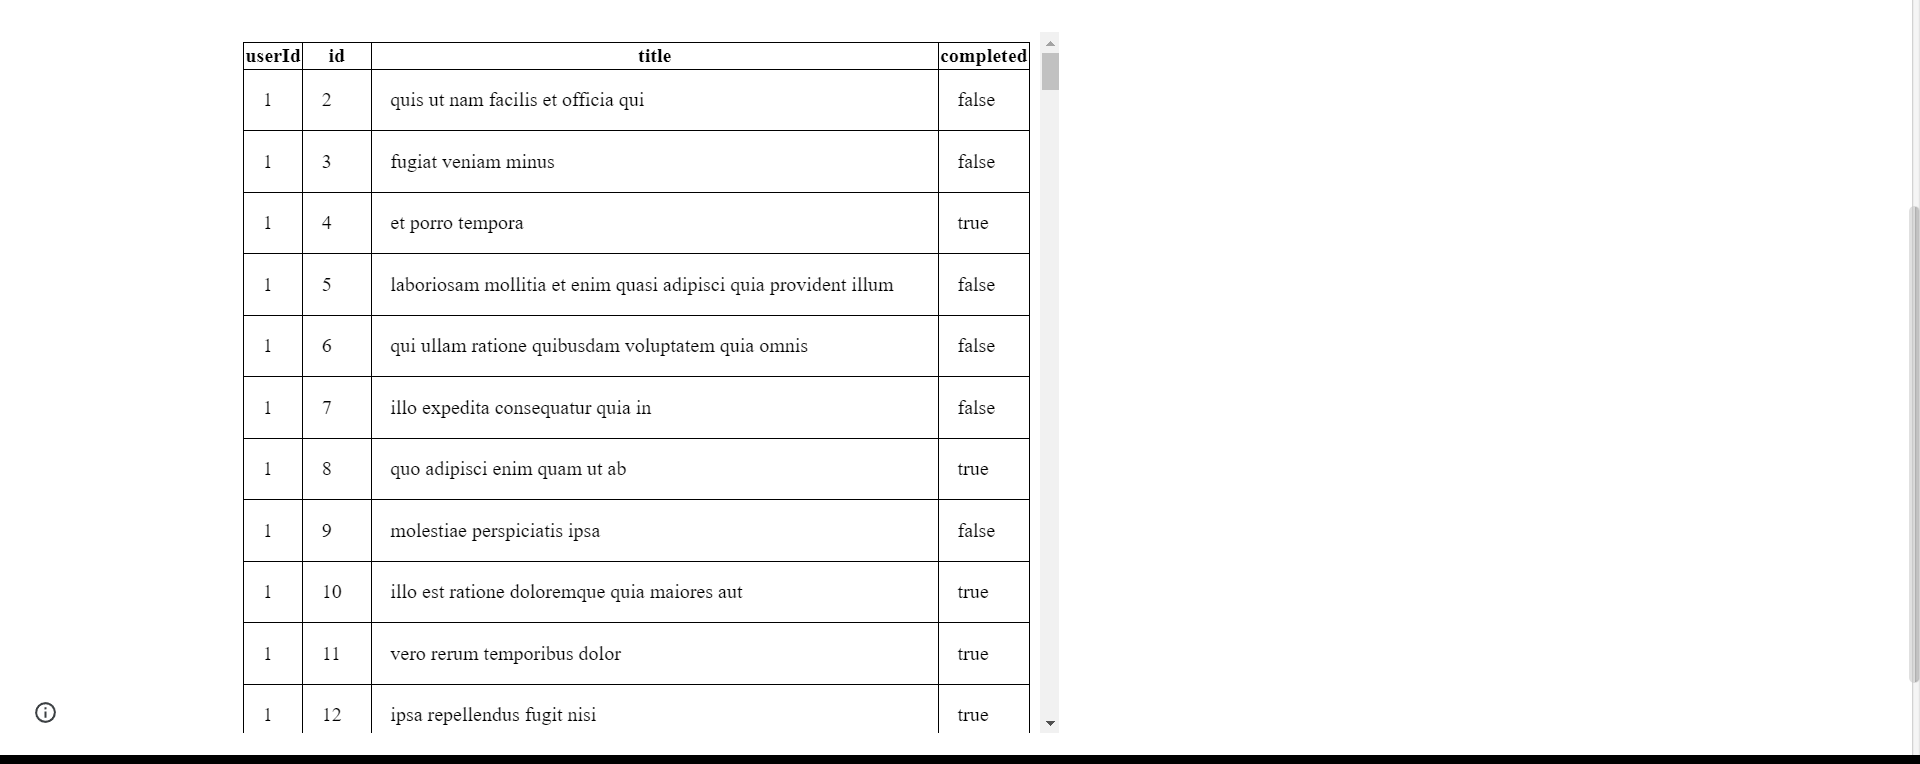 userId id title completed
1 2 quis ut nam facilis et officia qui false
1 3 fugiat veniam minus false
1 4 et porro tempora true
1 5 laboriosam mollitia et enim quasi adipisci quia provident illum false
1 6 qui ullam ratione quibusdam voluptatem quia omnis false
1 7 illo expedita consequatur quia in false
1 8 quo adipisci enim quam ut ab true
1 9 molestiae perspiciatis ipsa false
1 10 illo est ratione doloremque quia maiores aut true
1 11 vero rerum temporibus dolor true
1 12 ipsa repellendus fugit nisi true